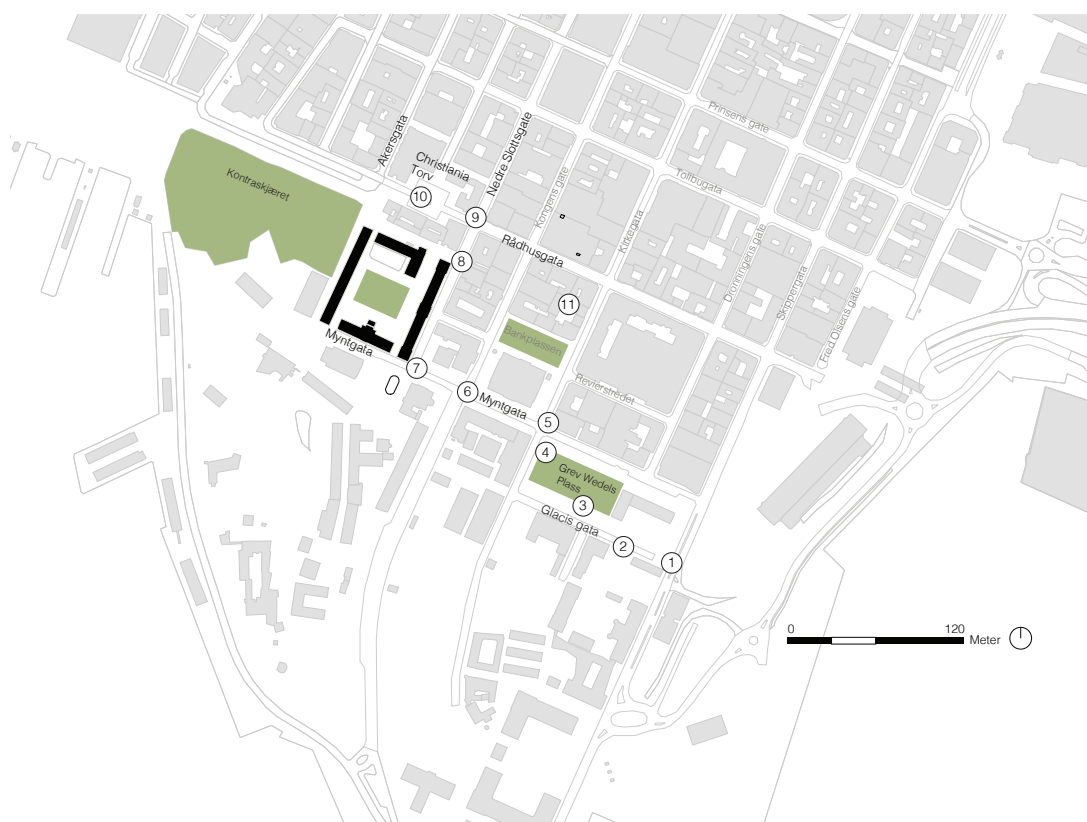 Prinsens gate
Akersgata
Nedre Slottsgate
Christiania
Torv
Tollbugata
Kontraskjæret
Kongens gate
10
9
Kirkegata
Rådhusgata
Dronningens gate
8
Skippergata
11
Fred Olsens gate
Myntgata
Bankplassen
7
Revierstredet
6
Myntgata
5
4
Grev Wedels
Plass
3
Glacis gata
2
1
0 120
Meter